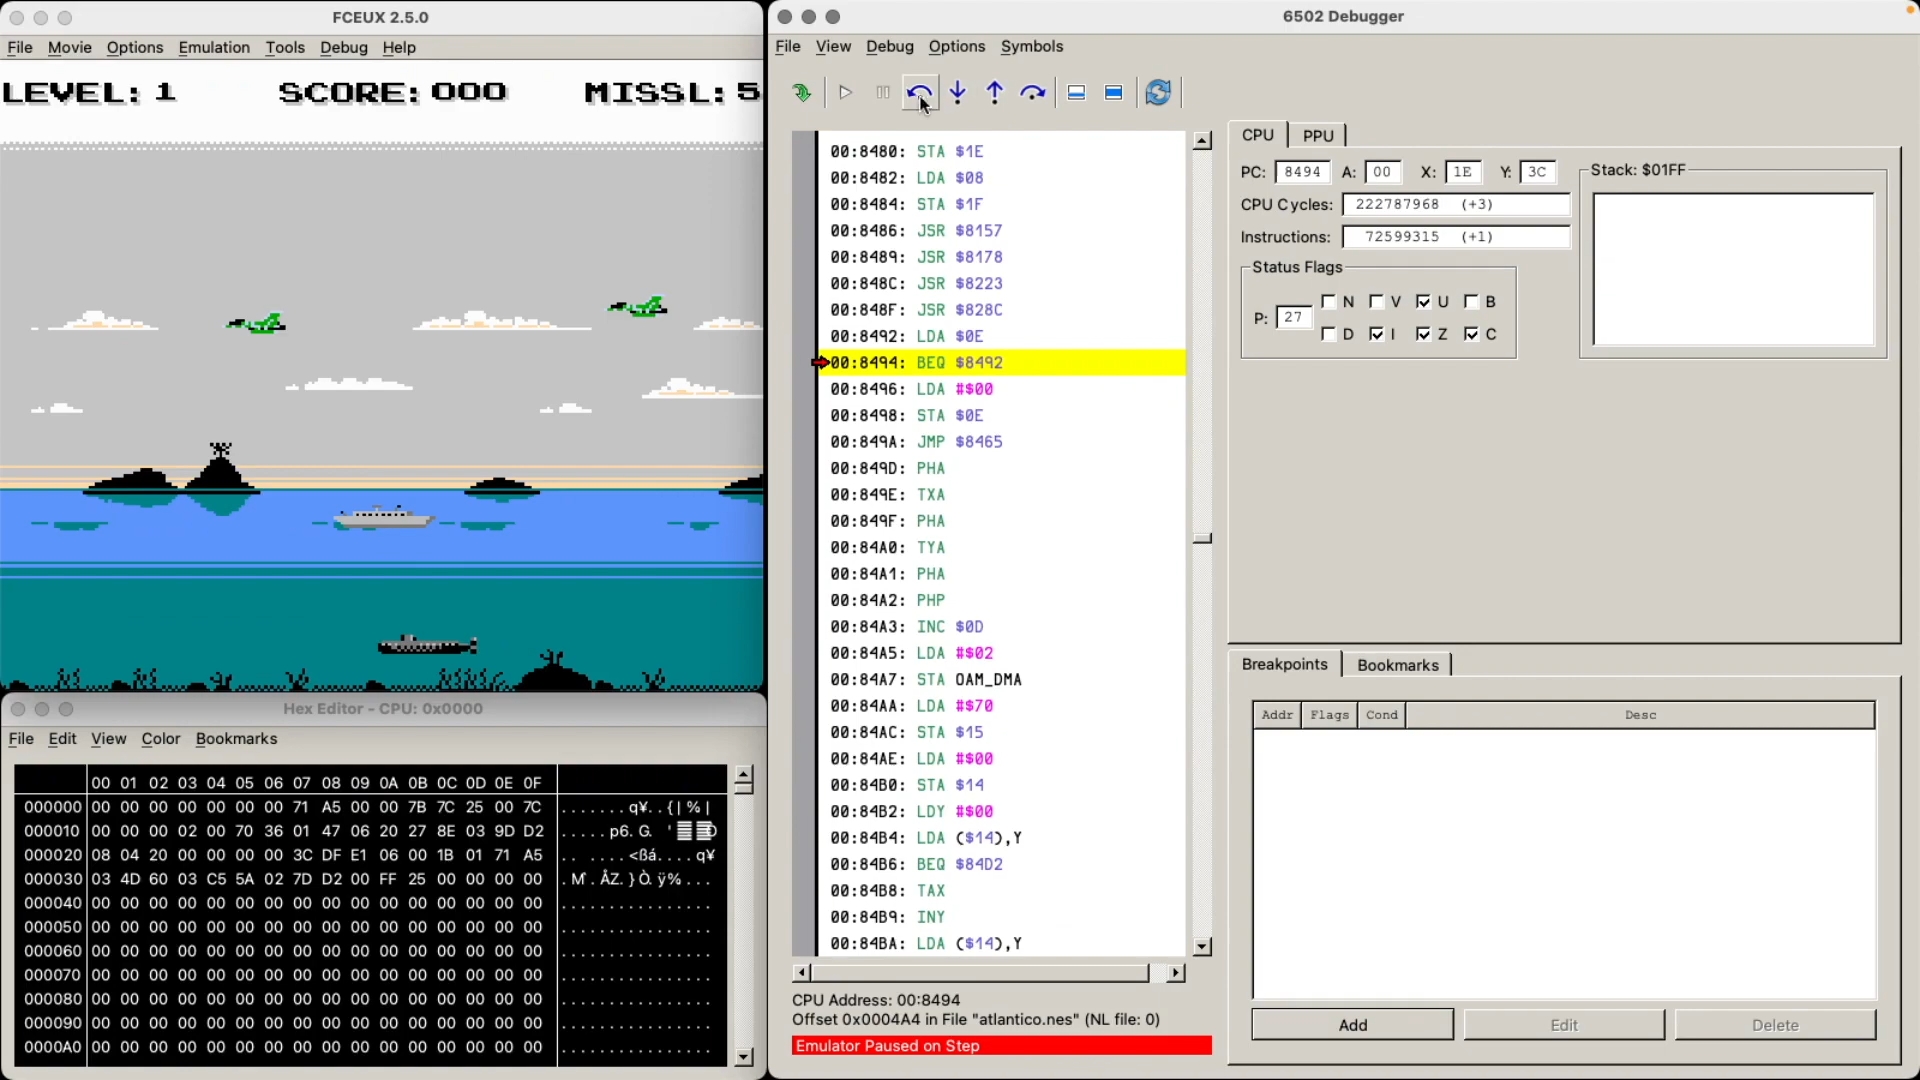 FCEUX 2.5.0
File Movie Options Emulation Tools Debug Help
LEVEL: 1 SCORE: 000 MISSL: 5
Hex Editor - CPU: 0x0000
File Edit View Color Bookmarks
00 01 02 03 04 05 06 07 08 09 0A 0B 0C 0D 0E 0F
000000 00 00 00 00 00 00 00 71 A5 00 00 7B 7C 25 00 7C .......q¥..{|%|
000010 00 00 00 02 00 70 36 01 47 06 20 27 8E 03 9D D2 .....p6.G. '
000020 08 04 20 00 00 00 00 3C DF E1 06 00 1B 01 71 A5 .. ....<ßá....q¥
000030 03 4D 60 03 C5 5A 02 7D D2 00 FF 25 00 00 00 00 .M`.ÅZ.}Ò.ÿ%...
000040 00 00 00 00 00 00 00 00 00 00 00 00 00 00 00 00 ................
000050 00 00 00 00 00 00 00 00 00 00 00 00 00 00 00 00 ................
000060 00 00 00 00 00 00 00 00 00 00 00 00 00 00 00 00 ................
000070 00 00 00 00 00 00 00 00 00 00 00 00 00 00 00 00 ................
000080 00 00 00 00 00 00 00 00 00 00 00 00 00 00 00 00 ................
000090 00 00 00 00 00 00 00 00 00 00 00 00 00 00 00 00 ................
0000A0 00 00 00 00 00 00 00 00 00 00 00 00 00 00 00 00 ................
6502 Debugger
File View Debug Options Symbols
00:8480: STA $1E
00:8482: LDA $08
00:8484: STA $1F
00:8486: JSR $8157
00:8489: JSR $8178
00:848C: JSR $8223
00:848F: JSR $828C
00:8492: LDA $0E
00:8494: BEQ $8492
00:8496: LDA #$00
00:8498: STA $0E
00:849A: JMP $8465
00:849D: PHA
00:849E: TXA
00:849F: PHA
00:84A0: TYA
00:84A1: PHA
00:84A2: PHP
00:84A3: INC $0D
00:84A5: LDA #$02
00:84A7: STA OAM_DMA
00:84AA: LDA #$70
00:84AC: STA $15
00:84AE: LDA #$00
00:84B0: STA $14
00:84B2: LDY #$00
00:84B4: LDA ($14),Y
00:84B6: BEQ $84D2
00:84B8: TAX
00:84B9: INY
00:84BA: LDA ($14),Y
CPU Address: 00:8494
Offset 0x0004A4 in File "atlantico.nes" (NL file: 0)
Emulator Paused on Step
CPU PPU
PC: 8494 A: 00 X: 1E Y: 3C
CPU Cycles: 222787968 (+3)
Instructions: 72599315 (+1)
Status Flags
P: 27 N V U B
D I Z C
Stack: $01FF
Breakpoints Bookmarks
Addr Flags Cond Desc
Add Edit Delete